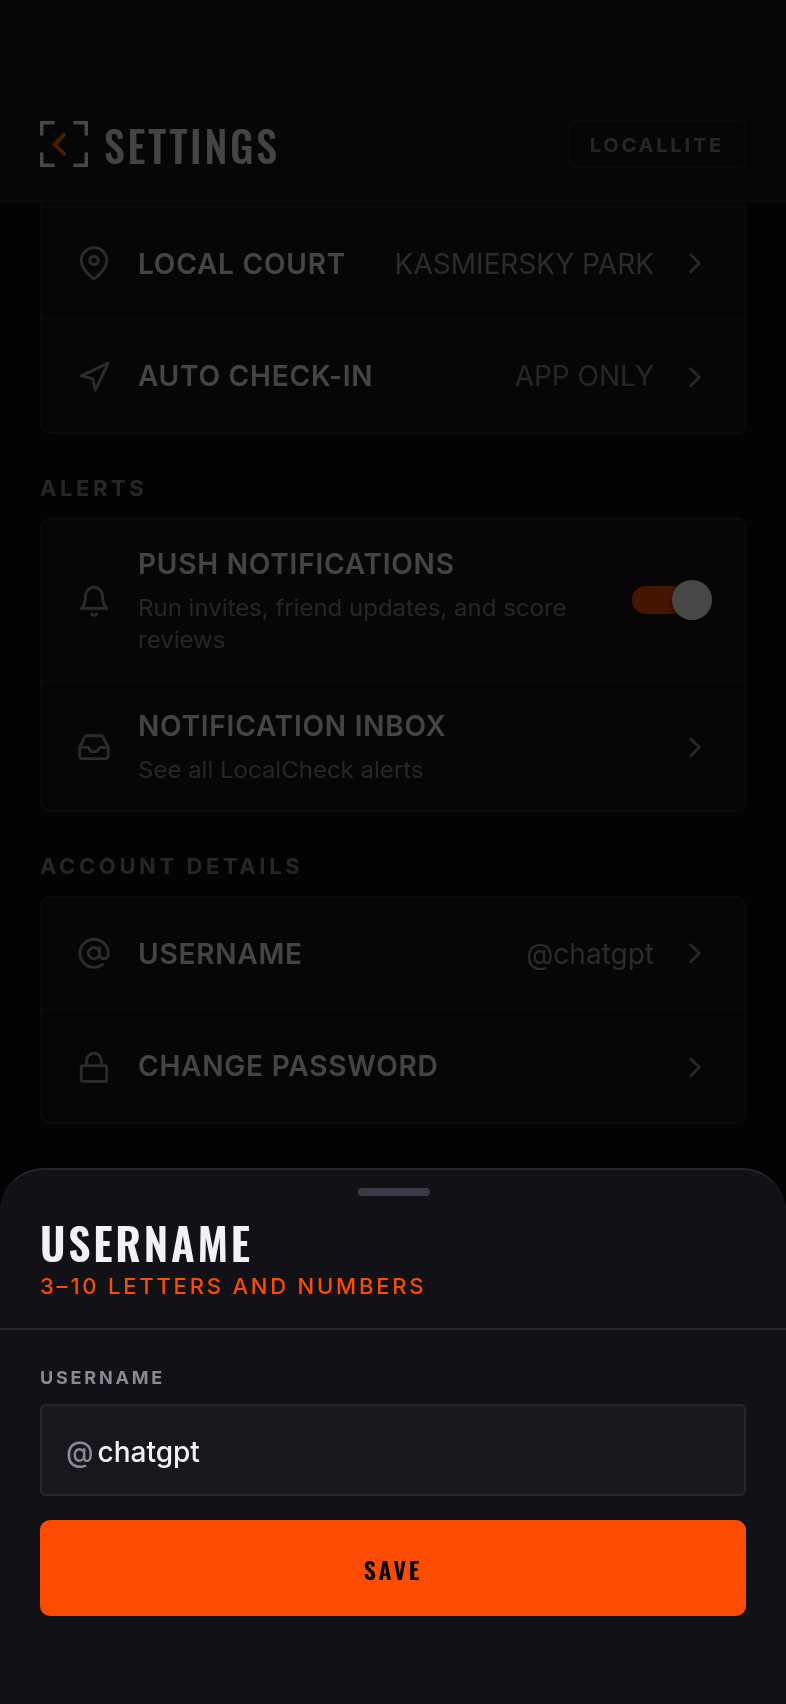 SETTINGS
LOCALLITE
LOCAL COURT KASMIERSKY PARK
AUTO CHECK-IN APP ONLY
ALERTS
PUSH NOTIFICATIONS
Run invites, friend updates, and score
reviews
NOTIFICATION INBOX
See all LocalCheck alerts
ACCOUNT DETAILS
USERNAME @chatgpt
CHANGE PASSWORD
USERNAME
3–10 LETTERS AND NUMBERS
USERNAME
@chatgpt
SAVE